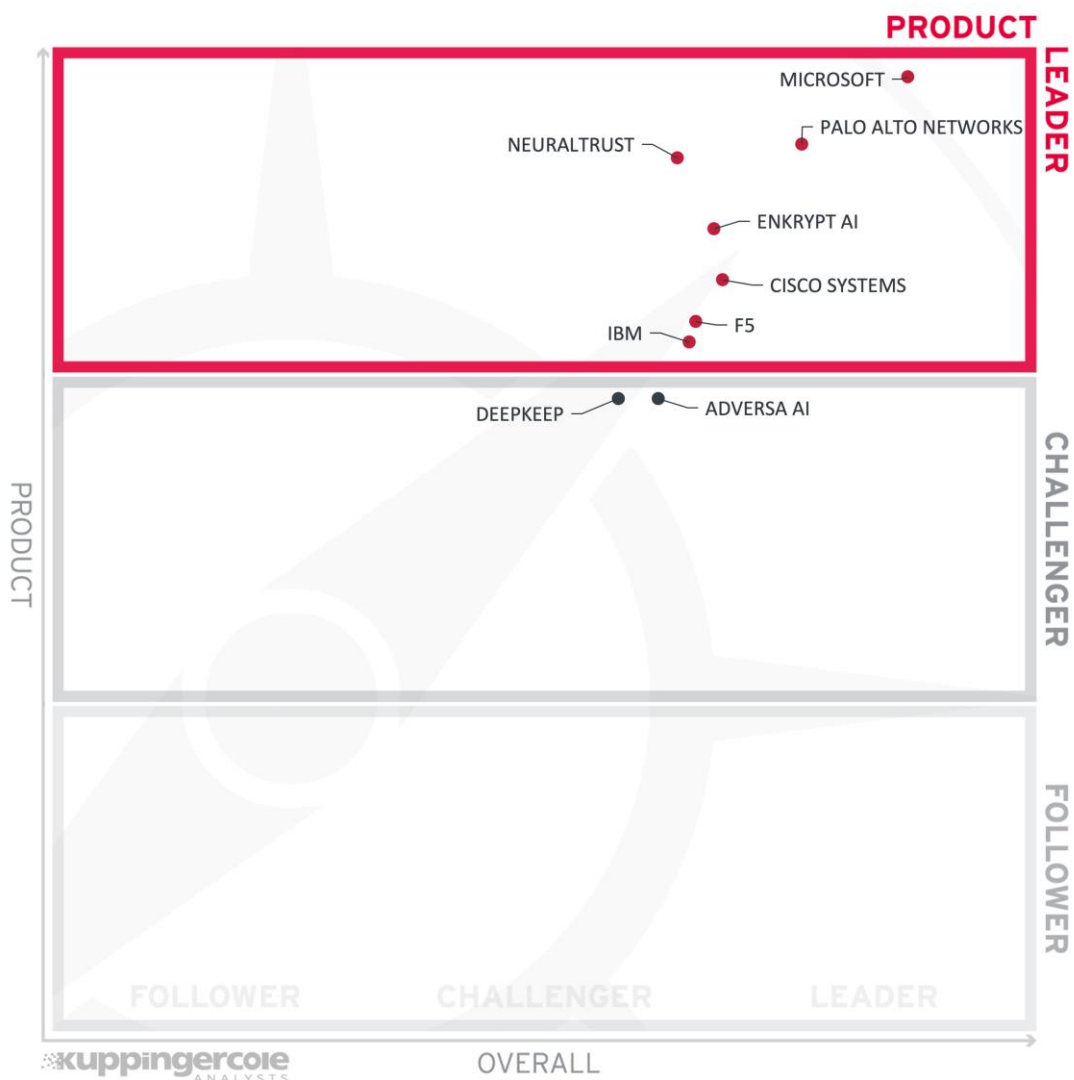 PRODUCT
LEADER
MICROSOFT
PALO ALTO NETWORKS
NEURALTRUST
ENKRYPT AI
CISCO SYSTEMS
F5
IBM
DEEPKEEP
ADVERSA AI
CHALLENGER
PRODUCT
FOLLOWER
FOLLOWER CHALLENGER LEADER
kuppingercole
ANALYSTS
OVERALL